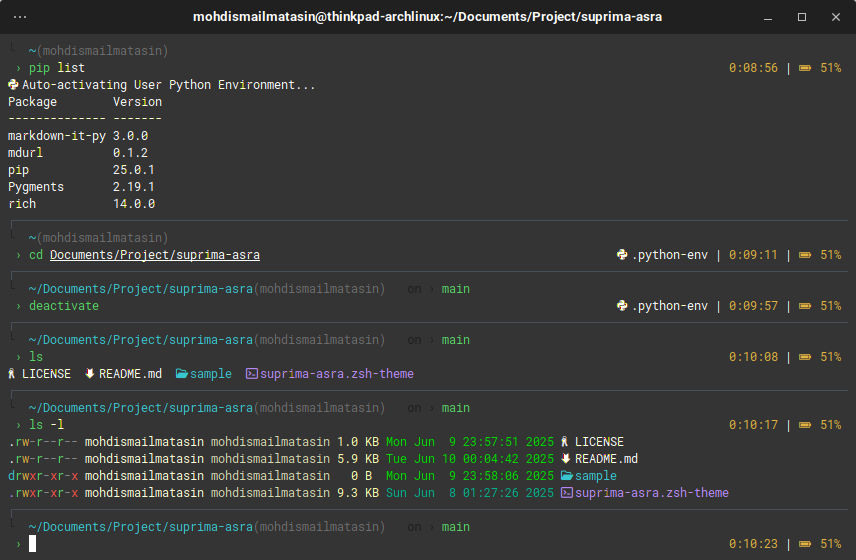 mohdismailmatasin@thinkpad-archlinux:~/Documents/Project/suprima-asra
~(mohdismailmatasin)
› pip list 0:08:56 | 51%
Auto-activating User Python Environment...
Package Version
-------------- -------
markdown-it-py 3.0.0
mdurl 0.1.2
pip 25.0.1
Pygments 2.19.1
rich 14.0.0
~(mohdismailmatasin)
› cd Documents/Project/suprima-asra .python-env | 0:09:11 | 51%
~/Documents/Project/suprima-asra(mohdismailmatasin) on › main
› deactivate .python-env | 0:09:57 | 51%
~/Documents/Project/suprima-asra(mohdismailmatasin) on › main
› ls 0:10:08 | 51%
LICENSE README.md sample suprima-asra.zsh-theme
~/Documents/Project/suprima-asra(mohdismailmatasin) on › main
› ls -l 0:10:17 | 51%
.rw-r--r-- mohdismailmatasin mohdismailmatasin 1.0 KB Mon Jun 9 23:57:51 2025 LICENSE
.rw-r--r-- mohdismailmatasin mohdismailmatasin 5.9 KB Tue Jun 10 00:04:42 2025 README.md
drwxr-xr-x mohdismailmatasin mohdismailmatasin 0 B Mon Jun 9 23:58:06 2025 sample
.rwxr-xr-x mohdismailmatasin mohdismailmatasin 9.3 KB Sun Jun 8 01:27:26 2025 suprima-asra.zsh-theme
~/Documents/Project/suprima-asra(mohdismailmatasin) on › main
› 0:10:23 | 51%